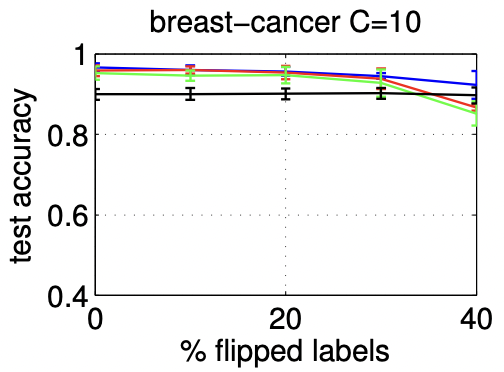 breast−cancer C=10
test accuracy
1
0.8
0.6
0.4
0 20 40
% flipped labels